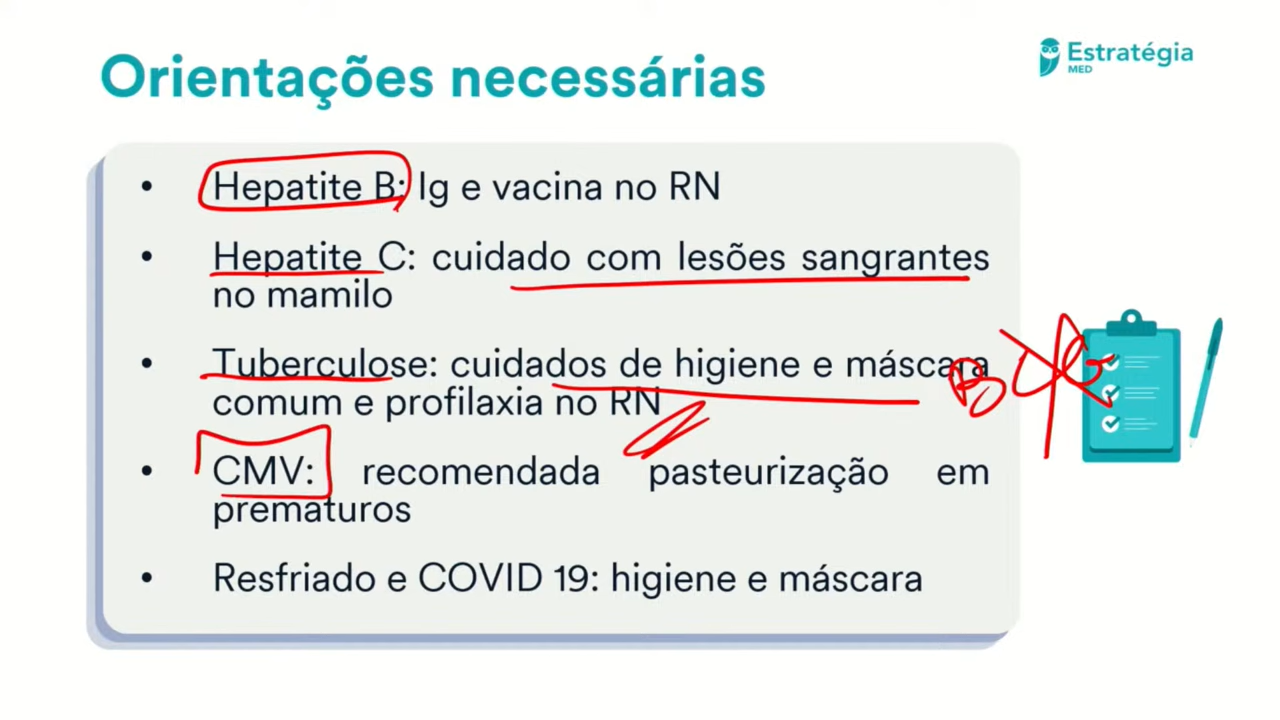 Orientações necessárias
Estratégia
MED
• Hepatite B: Ig e vacina no RN
• Hepatite C: cuidado com lesões sangrantes
no mamilo
• Tuberculose: cuidados de higiene e máscara
comum e profilaxia no RN
• CMV: recomendada pasteurização em
prematuros
• Resfriado e COVID 19: higiene e máscara